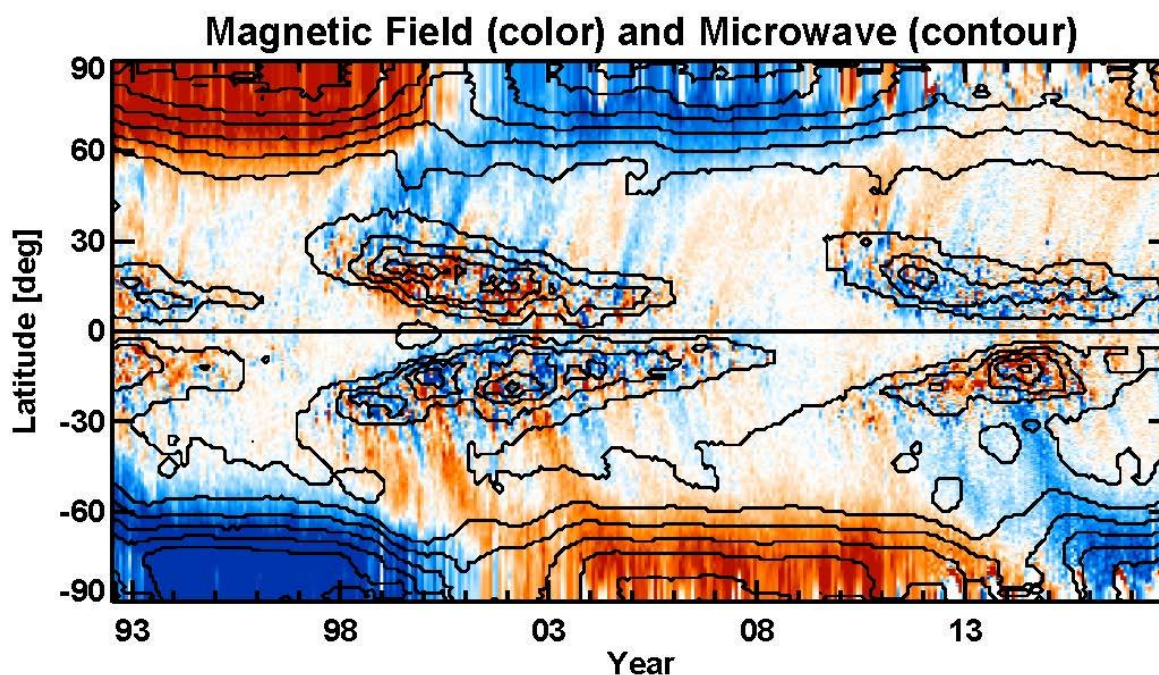 Magnetic Field (color) and Microwave (contour)
90
60
30
0
-30
-60
-90
Latitude [deg]
93 98 03 08 13
Year